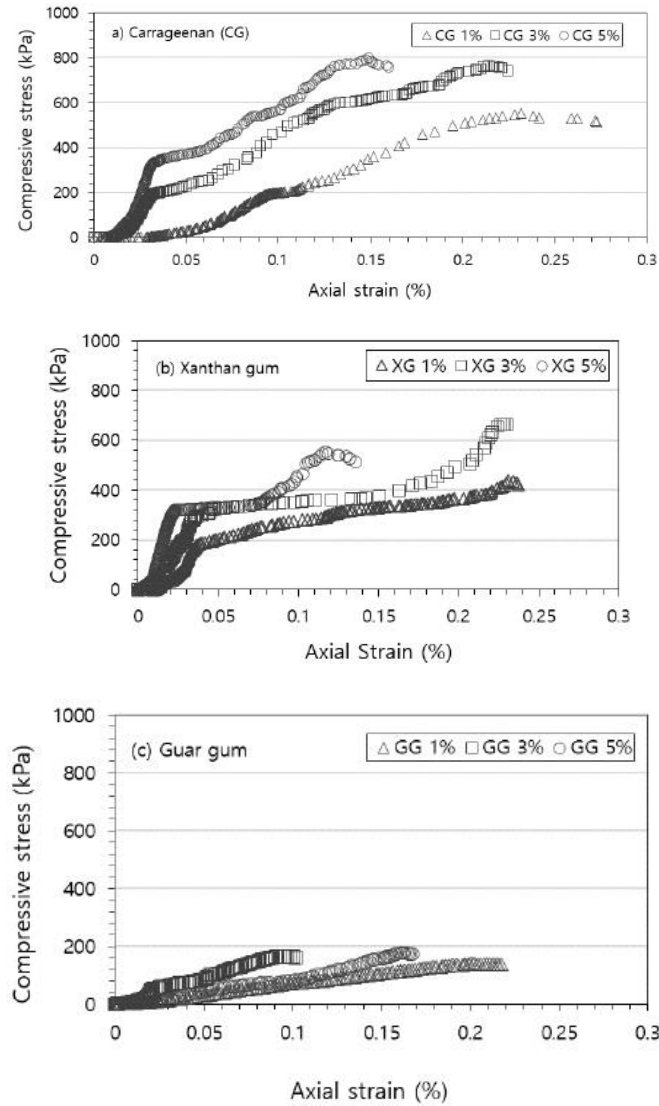 a) Carrageenan (CG)
△ CG 1% □ CG 3% ○ CG 5%
Compressive stress (kPa)
1000
800
600
400
200
0
0 0.05 0.1 0.15 0.2 0.25 0.3
Axial strain (%)
(b) Xanthan gum
△ XG 1% □ XG 3% ○ XG 5%
Compressive stress (kPa)
1000
800
600
400
200
0
0 0.05 0.1 0.15 0.2 0.25 0.3
Axial Strain (%)
(c) Guar gum
△ GG 1% □ GG 3% ○ GG 5%
Compressive stress (kPa)
1000
800
600
400
200
0
0 0.05 0.1 0.15 0.2 0.25 0.3
Axial strain (%)